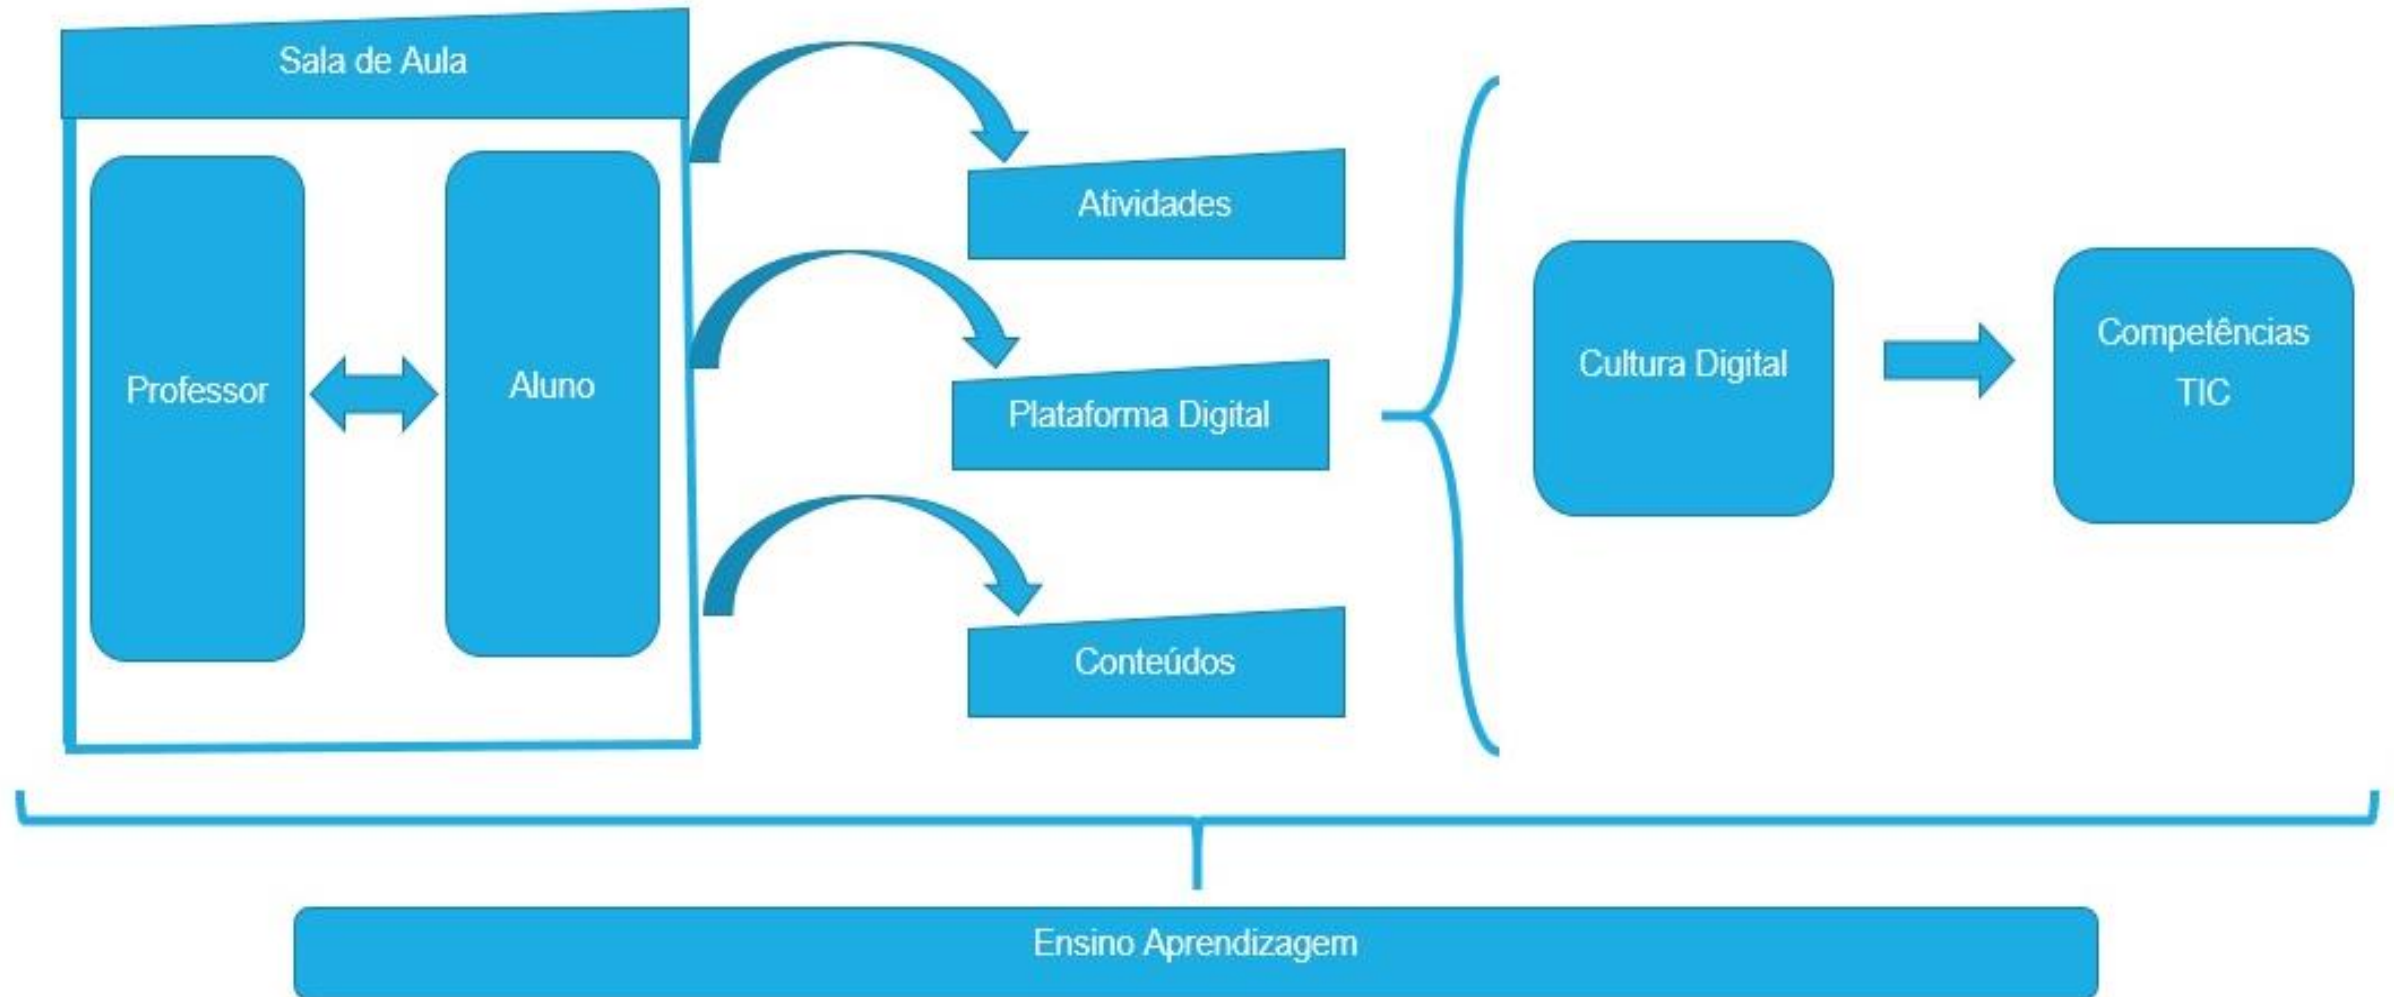 Sala de Aula
Professor
Aluno
Atividades
Plataforma Digital
Conteúdos
Cultura Digital
Competências
TIC
Ensino Aprendizagem